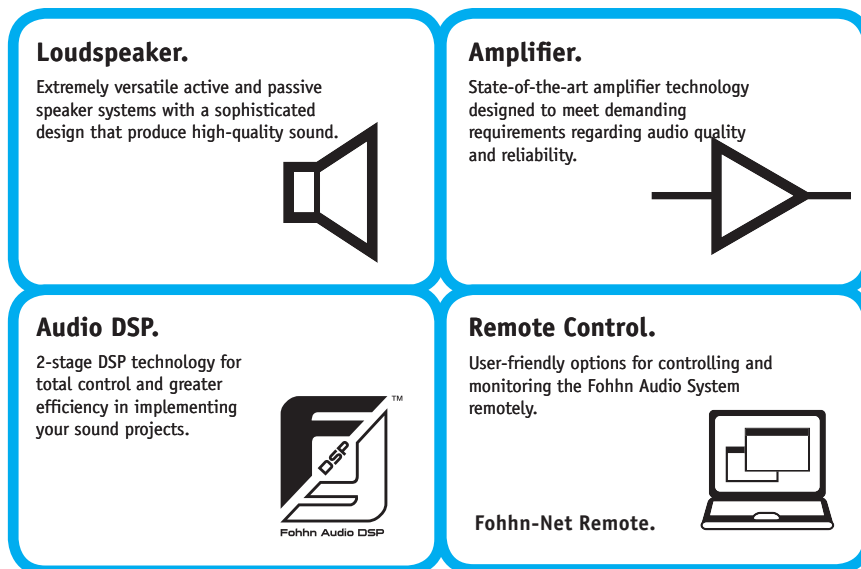 Loudspeaker.
Extremely versatile active and passive
speaker systems with a sophisticated
design that produce high-quality sound.
Amplifier.
State-of-the-art amplifier technology
designed to meet demanding
requirements regarding audio quality
and reliability.
Audio DSP.
2-stage DSP technology for
total control and greater
efficiency in implementing
your sound projects.
TM
DSP
Fohhn Audio DSP
Remote Control.
User-friendly options for controlling and
monitoring the Fohhn Audio System
remotely.
Fohhn-Net Remote.